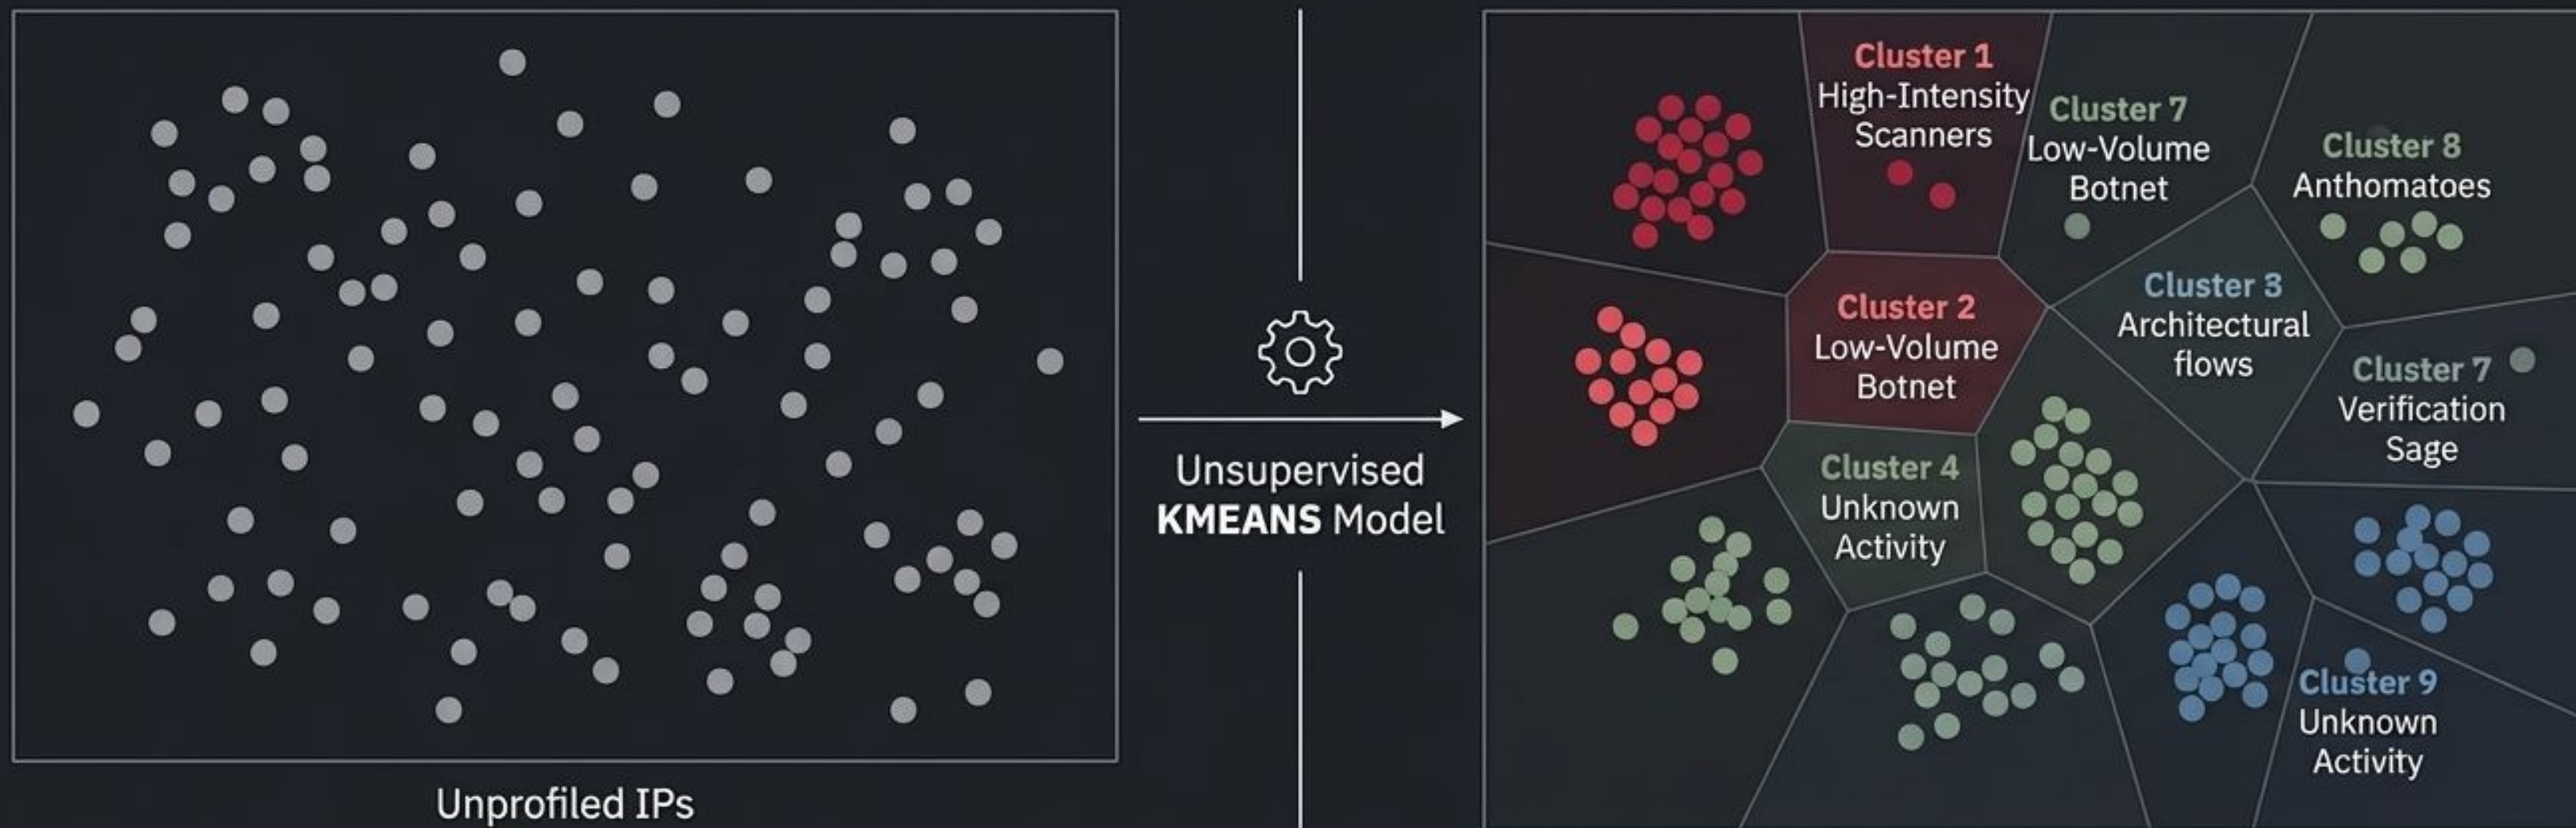 Unprofiled IPs
Unsupervised
KMEANS Model
Cluster 1
High-Intensity
Scanners
Cluster 7
Low-Volume
Botnet
Cluster 8
Anthomatoes
Cluster 2
Low-Volume
Botnet
Cluster 3
Architectural
flows
Cluster 7
Verification
Sage
Cluster 4
Unknown
Activity
Cluster 9
Unknown
Activity